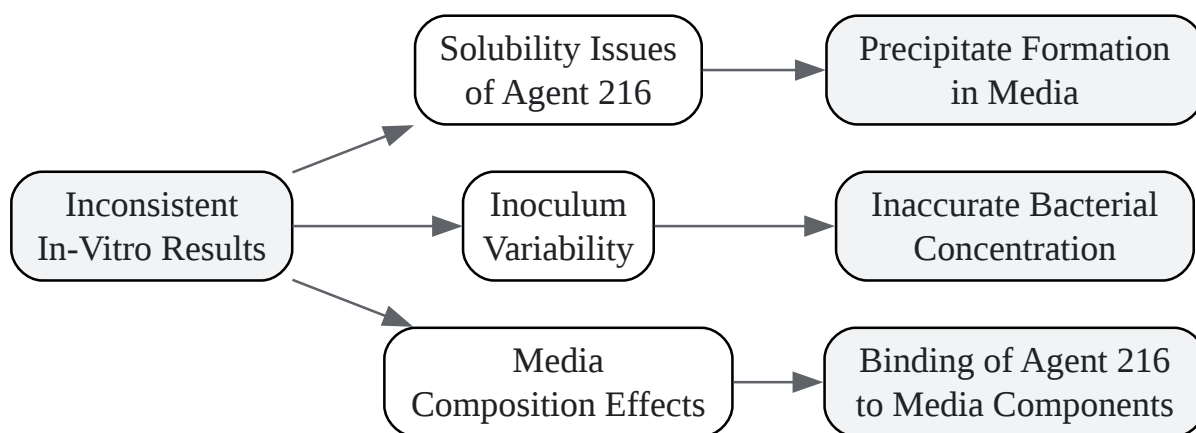 Solubility Issues
of Agent 216
Precipitate Formation
in Media
Inconsistent
In-Vitro Results
Inoculum
Variability
Inaccurate Bacterial
Concentration
Media
Composition Effects
Binding of Agent 216
to Media Components